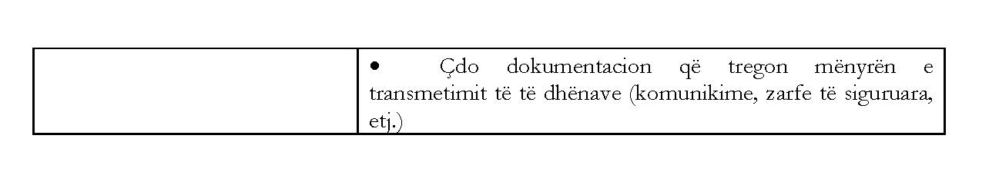 • Çdo dokumentacion që tregon mënyrën e
transmetimit të të dhënave (komunikime, zarfe të siguruara,
etj.)